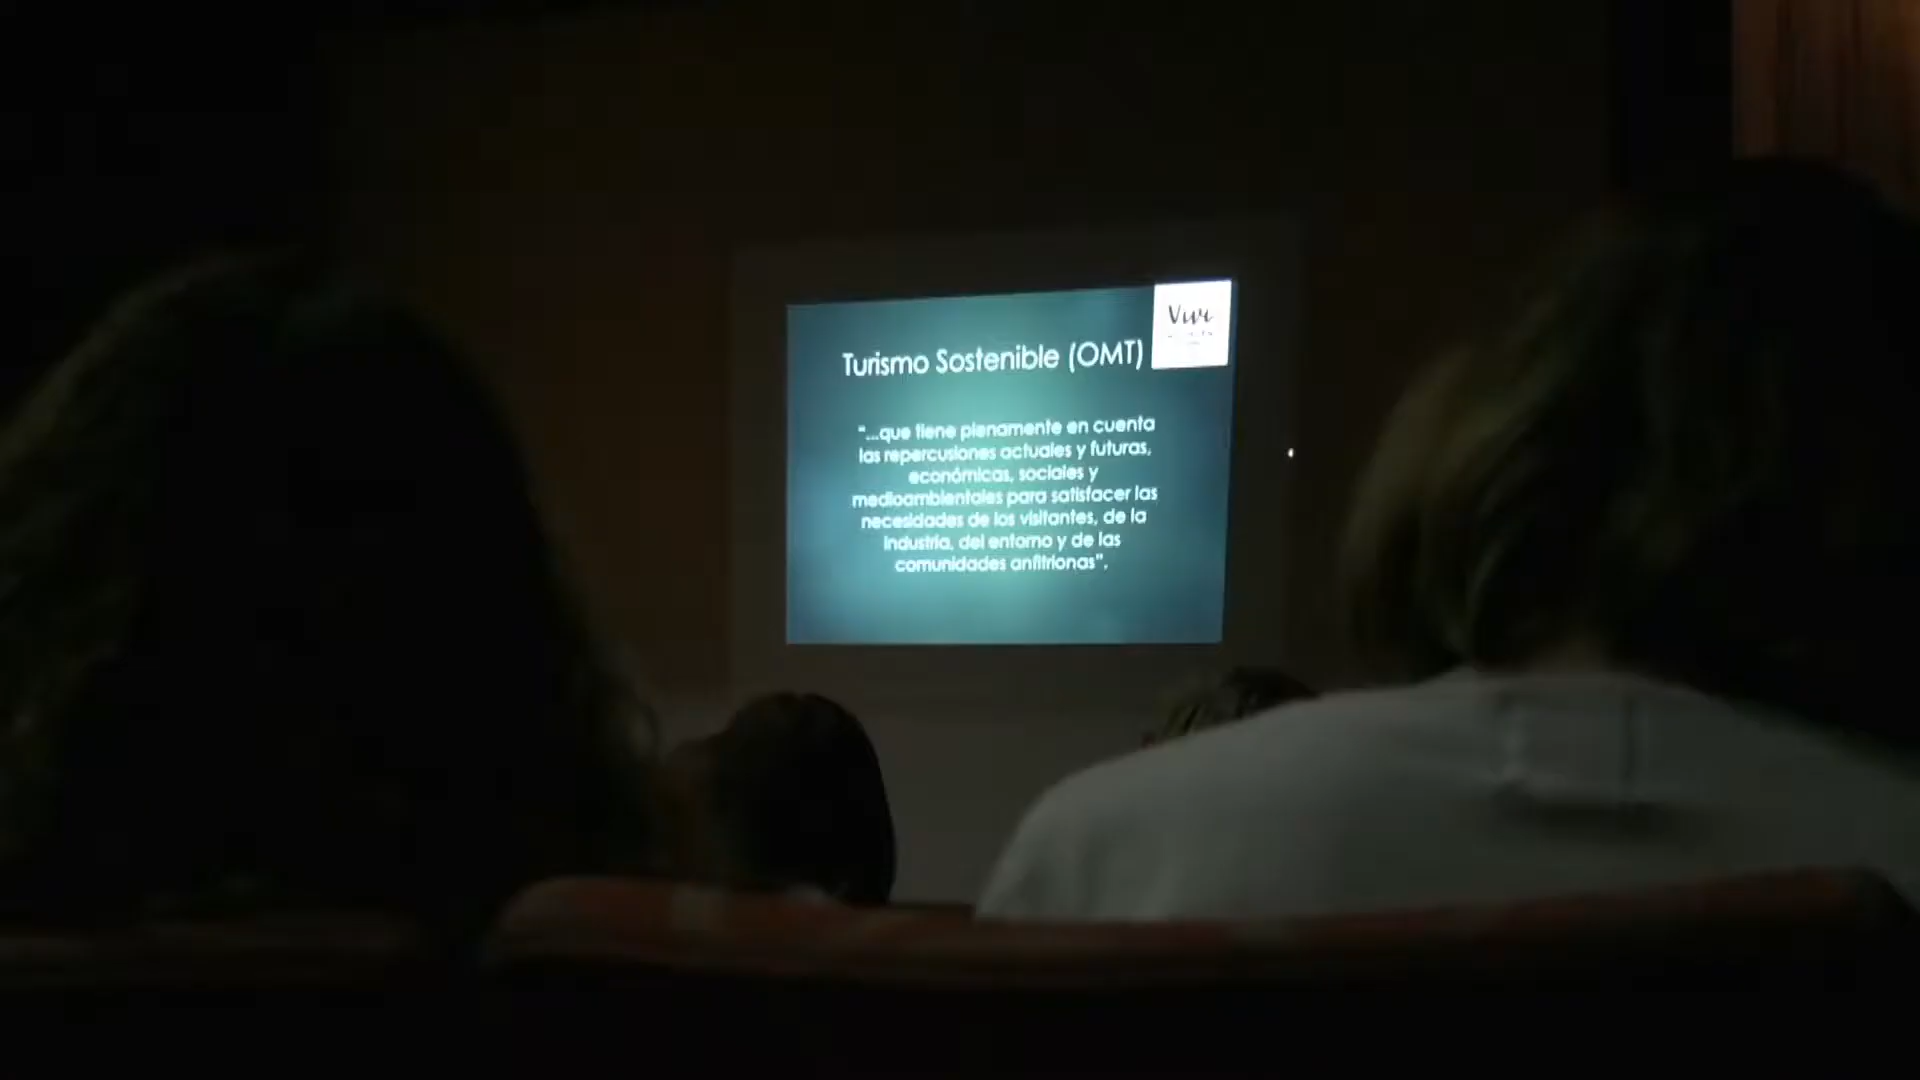 Vivi
Turismo Sostenible (OMT)
"...que tiene plenamente en cuenta
las repercusiones actuales y futuras,
económicas, sociales y
medioambientales para satisfacer las
necesidades de los visitantes, de la
industria, del entorno y de las
comunidades anfitrionas".